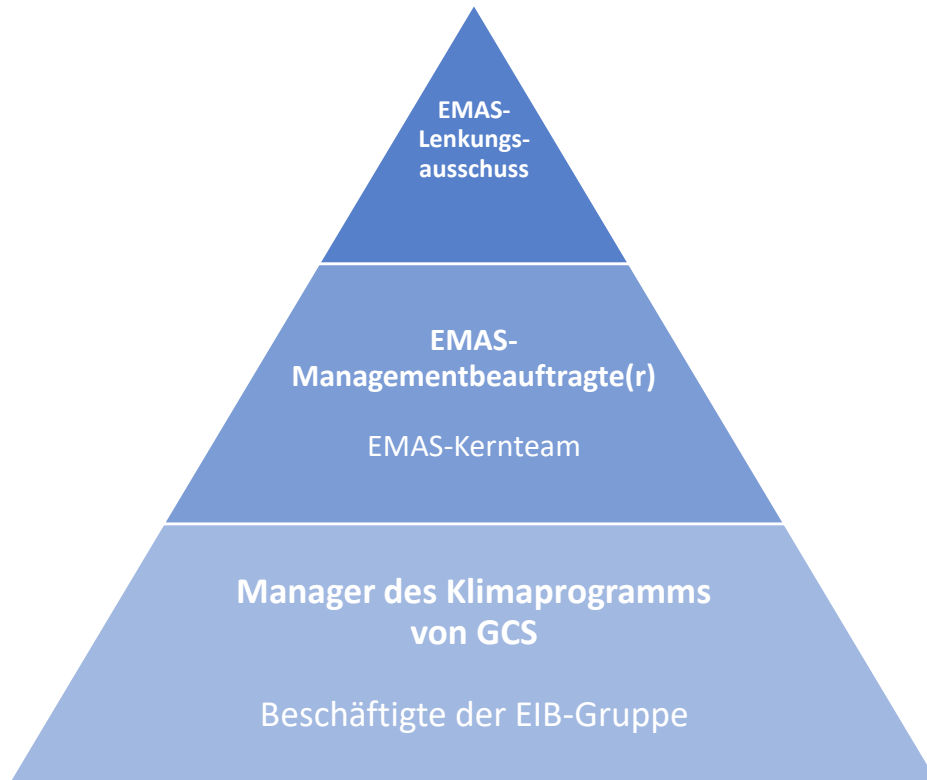 EMAS-
Lenkungs-
ausschuss
EMAS-
Managementbeauftragte(r)
EMAS-Kernteam
Manager des Klimaprogramms
von GCS
Beschäftigte der EIB-Gruppe